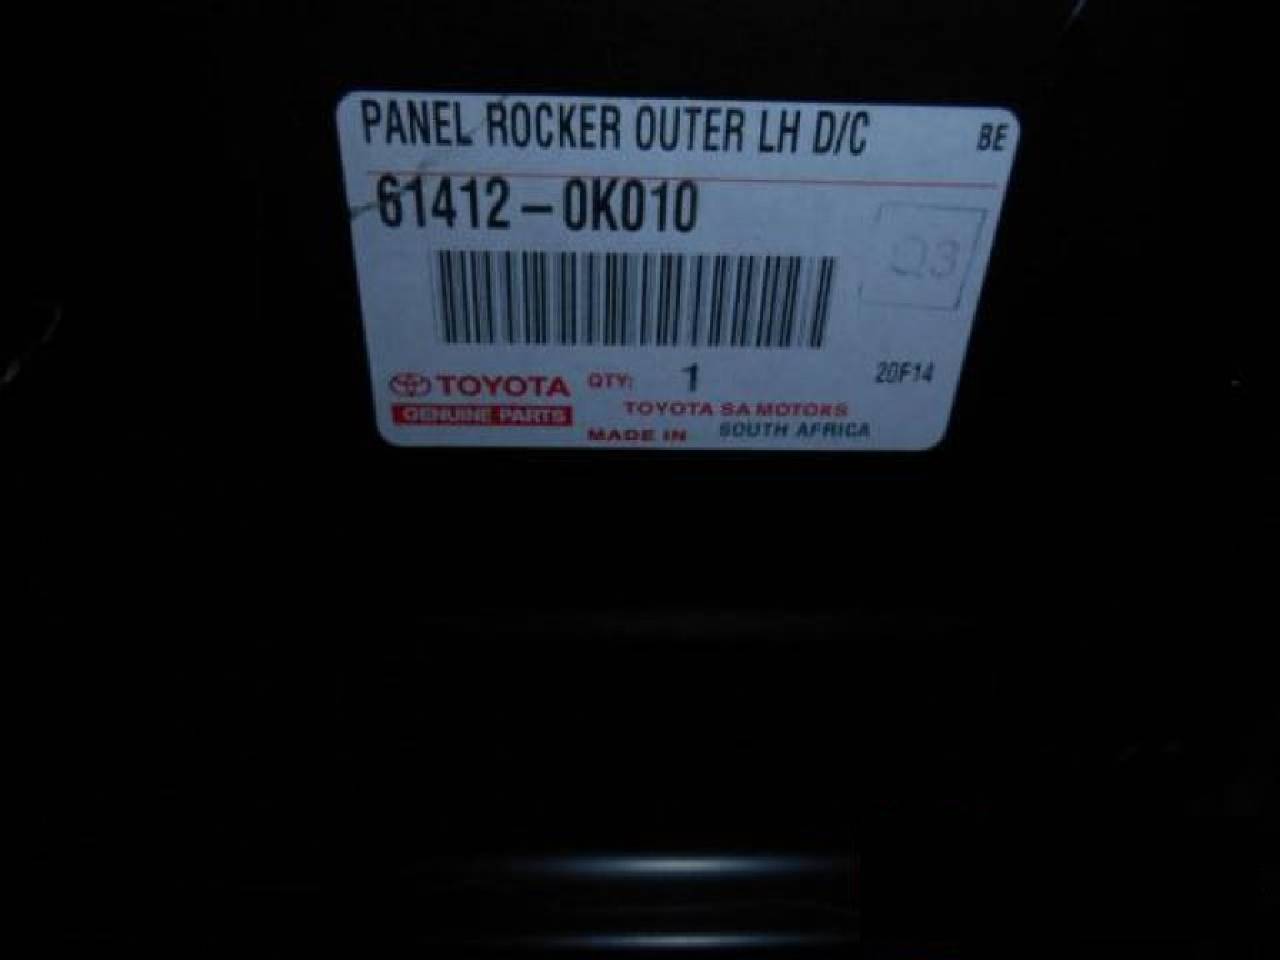 PANEL ROCKER OUTER LH D/C BE
61412-0K010
Q3
TOYOTA QTY: 1 20F14
GENUINE PARTS TOYOTA SA MOTORS
MADE IN SOUTH AFRICA